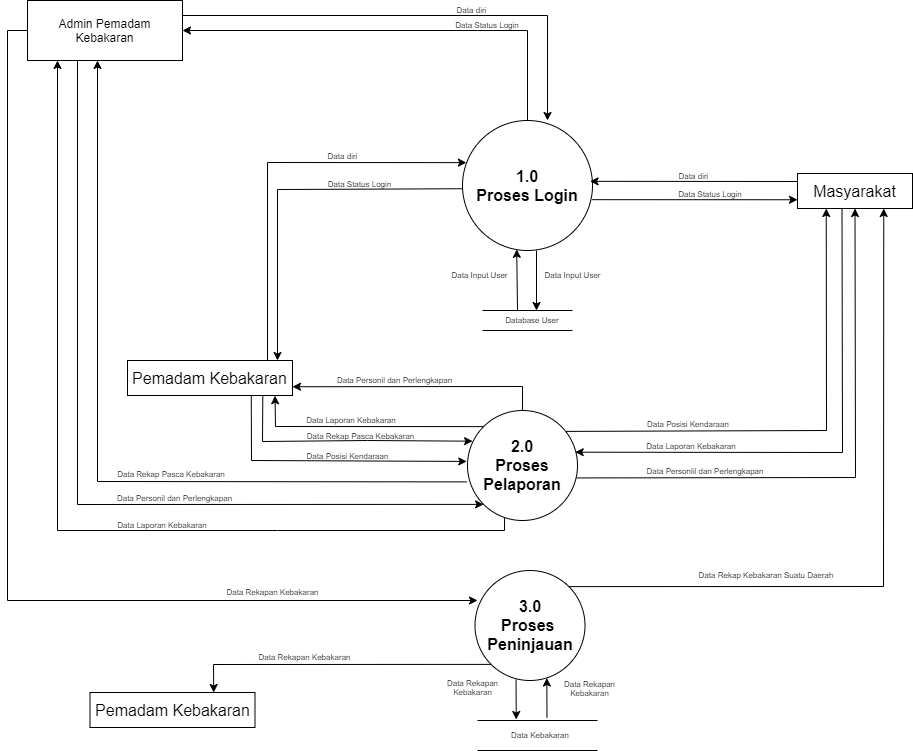 Admin Pemadam
Kebakaran
Data diri
Data Status Login
Data diri
Data Status Login
1.0
Proses Login
Data diri
Data Status Login
Masyarakat
Data Input User
Data Input User
Database User
Pemadam Kebakaran
Data Personil dan Perlengkapan
Data Laporan Kebakaran
Data Rekap Pasca Kebakaran
Data Posisi Kendaraan
2.0
Proses
Pelaporan
Data Posisi Kendaraan
Data Laporan Kebakaran
Data Personlil dan Perlengkapan
Data Rekap Pasca Kebakaran
Data Personil dan Perlengkapan
Data Laporan Kebakaran
Data Rekap Kebakaran Suatu Daerah
Data Rekapan Kebakaran
3.0
Proses
Peninjauan
Data Rekapan Kebakaran
Pemadam Kebakaran
Data Rekapan
Kebakaran
Data Rekapan
Kebakaran
Data Kebakaran